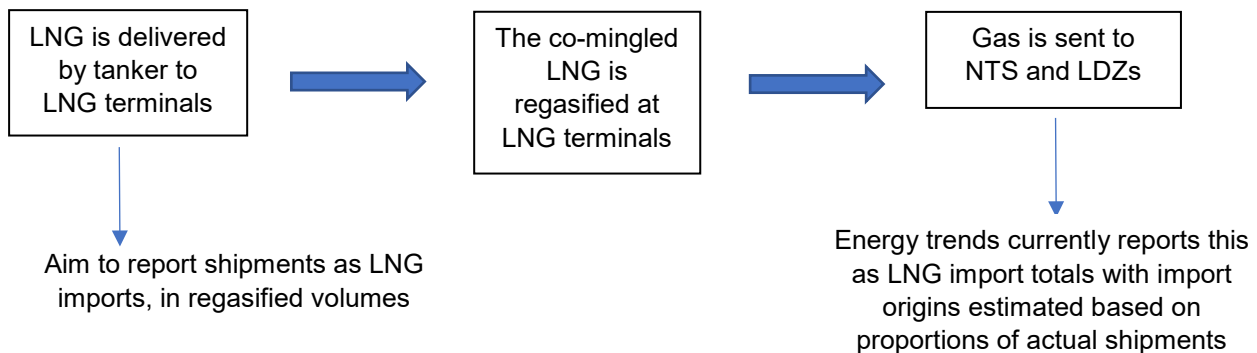 LNG is delivered
by tanker to
LNG terminals
The co-mingled
LNG is
regasified at
LNG terminals
Gas is sent to
NTS and LDZs
Aim to report shipments as LNG
imports, in regasified volumes
Energy trends currently reports this
as LNG import totals with import
origins estimated based on
proportions of actual shipments